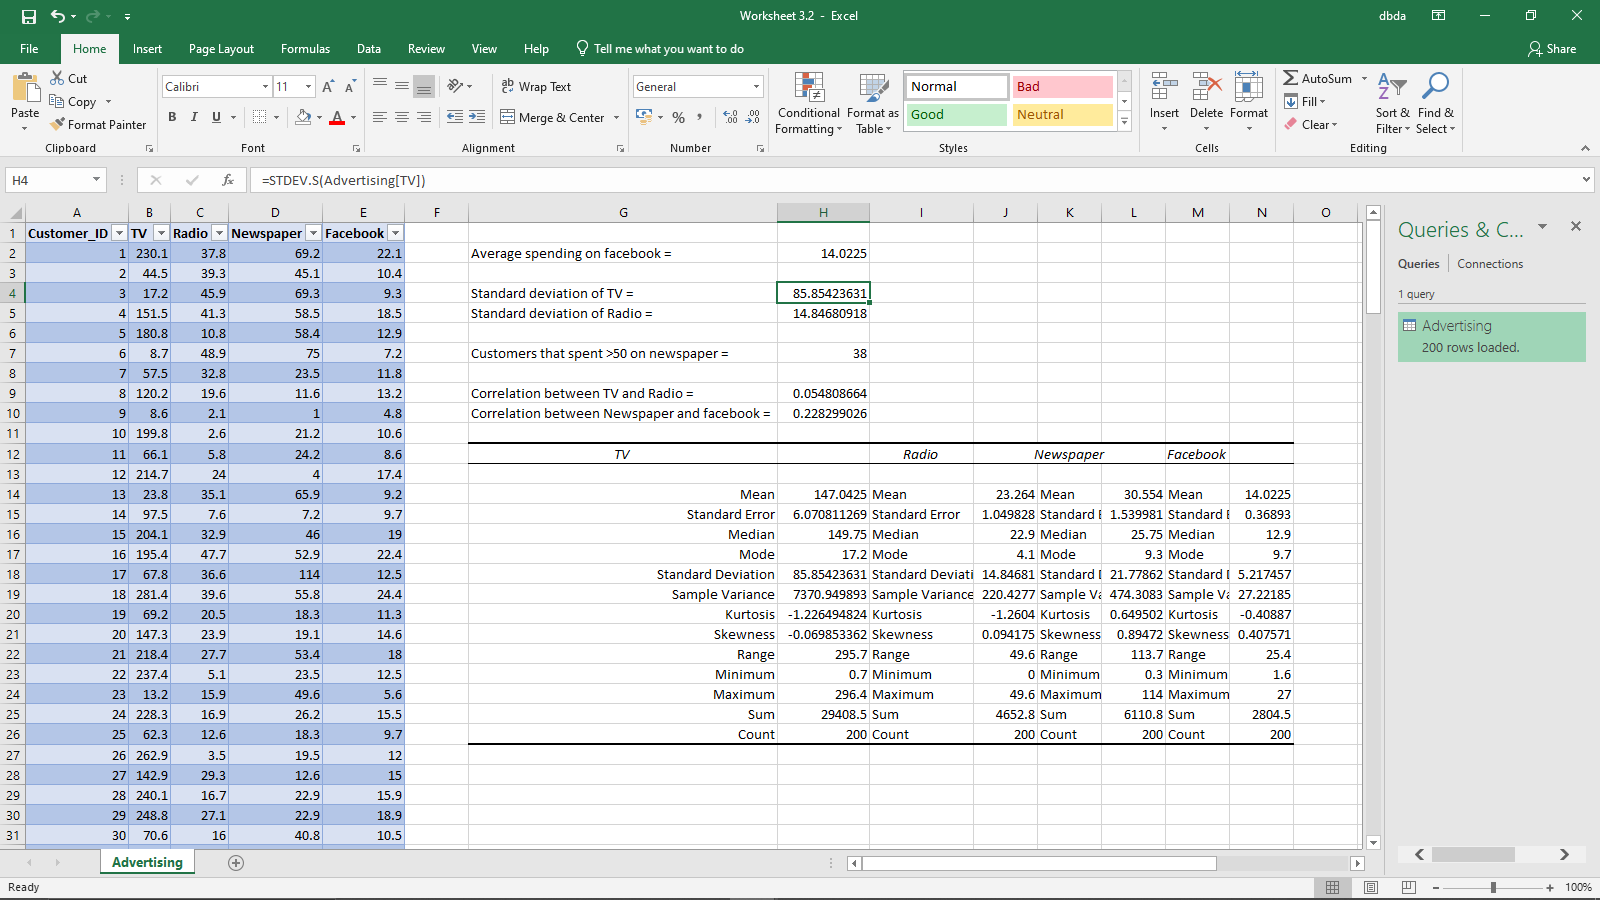 Worksheet 3.2 - Excel
dbda
File Home Insert Page Layout Formulas Data Review View Help Tell me what you want to do Share
Paste
Cut
Copy
Format Painter
Clipboard
Calibri 11
B I U
Font
Wrap Text
Merge & Center
Alignment
General
% ,
Number
Conditional Formatting
Format as Table
Normal Bad
Good Neutral
Styles
Insert Delete Format
Cells
AutoSum
Fill
Clear
Sort & Filter
Find & Select
Editing
H4 fx =STDEV.S(Advertising[TV])
A B C D E F G H I J K L M N O
1 Customer_ID TV Radio Newspaper Facebook
2 1 230.1 37.8 69.2 22.1 Average spending on facebook = 14.0225
3 2 44.5 39.3 45.1 10.4
4 3 17.2 45.9 69.3 9.3 Standard deviation of TV = 85.85423631
5 4 151.5 41.3 58.5 18.5 Standard deviation of Radio = 14.84680918
6 5 180.8 10.8 58.4 12.9
7 6 8.7 48.9 75 7.2 Customers that spent >50 on newspaper = 38
8 7 57.5 32.8 23.5 11.8
9 8 120.2 19.6 11.6 13.2 Correlation between TV and Radio = 0.054808664
10 9 8.6 2.1 1 4.8 Correlation between Newspaper and facebook = 0.228299026
11 10 199.8 2.6 21.2 10.6
12 11 66.1 5.8 24.2 8.6 TV Radio Newspaper Facebook
13 12 214.7 24 4 17.4
14 13 23.8 35.1 65.9 9.2 Mean 147.0425 Mean 23.264 Mean 30.554 Mean 14.0225
15 14 97.5 7.6 7.2 9.7 Standard Error 6.070811269 Standard Error 1.049828 Standard E 1.539981 Standard E 0.36893
16 15 204.1 32.9 46 19 Median 149.75 Median 22.9 Median 25.75 Median 12.9
17 16 195.4 47.7 52.9 22.4 Mode 17.2 Mode 4.1 Mode 9.3 Mode 9.7
18 17 67.8 36.6 114 12.5 Standard Deviation 85.85423631 Standard Deviati 14.84681 Standard D 21.77862 Standard D 5.217457
19 18 281.4 39.6 55.8 24.4 Sample Variance 7370.949893 Sample Variance 220.4277 Sample Va 474.3083 Sample Va 27.22185
20 19 69.2 20.5 18.3 11.3 Kurtosis -1.226494824 Kurtosis -1.2604 Kurtosis 0.649502 Kurtosis -0.40887
21 20 147.3 23.9 19.1 14.6 Skewness -0.069853362 Skewness 0.094175 Skewness 0.89472 Skewness 0.407571
22 21 218.4 27.7 53.4 18 Range 295.7 Range 49.6 Range 113.7 Range 25.4
23 22 237.4 5.1 23.5 12.5 Minimum 0.7 Minimum 0 Minimum 0.3 Minimum 1.6
24 23 13.2 15.9 49.6 5.6 Maximum 296.4 Maximum 49.6 Maximum 114 Maximum 27
25 24 228.3 16.9 26.2 15.5 Sum 29408.5 Sum 4652.8 Sum 6110.8 Sum 2804.5
26 25 62.3 12.6 18.3 9.7 Count 200 Count 200 Count 200 Count 200
27 26 262.9 3.5 19.5 12
28 27 142.9 29.3 12.6 15
29 28 240.1 16.7 22.9 15.9
30 29 248.8 27.1 22.9 18.9
31 30 70.6 16 40.8 10.5
Queries & C...
Queries Connections
1 query
Advertising
200 rows loaded.
Advertising
Ready
100%